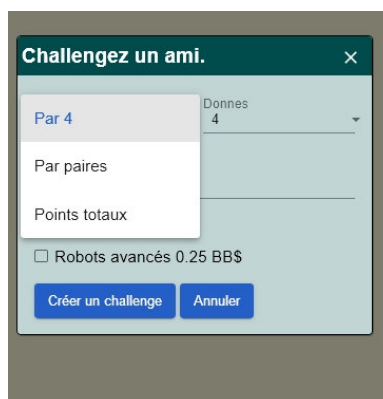 Challengez un ami. ×
Donnes
Par 4 4
Par paires
Points totaux
Robots avancés 0.25 BB$
Créer un challenge Annuler